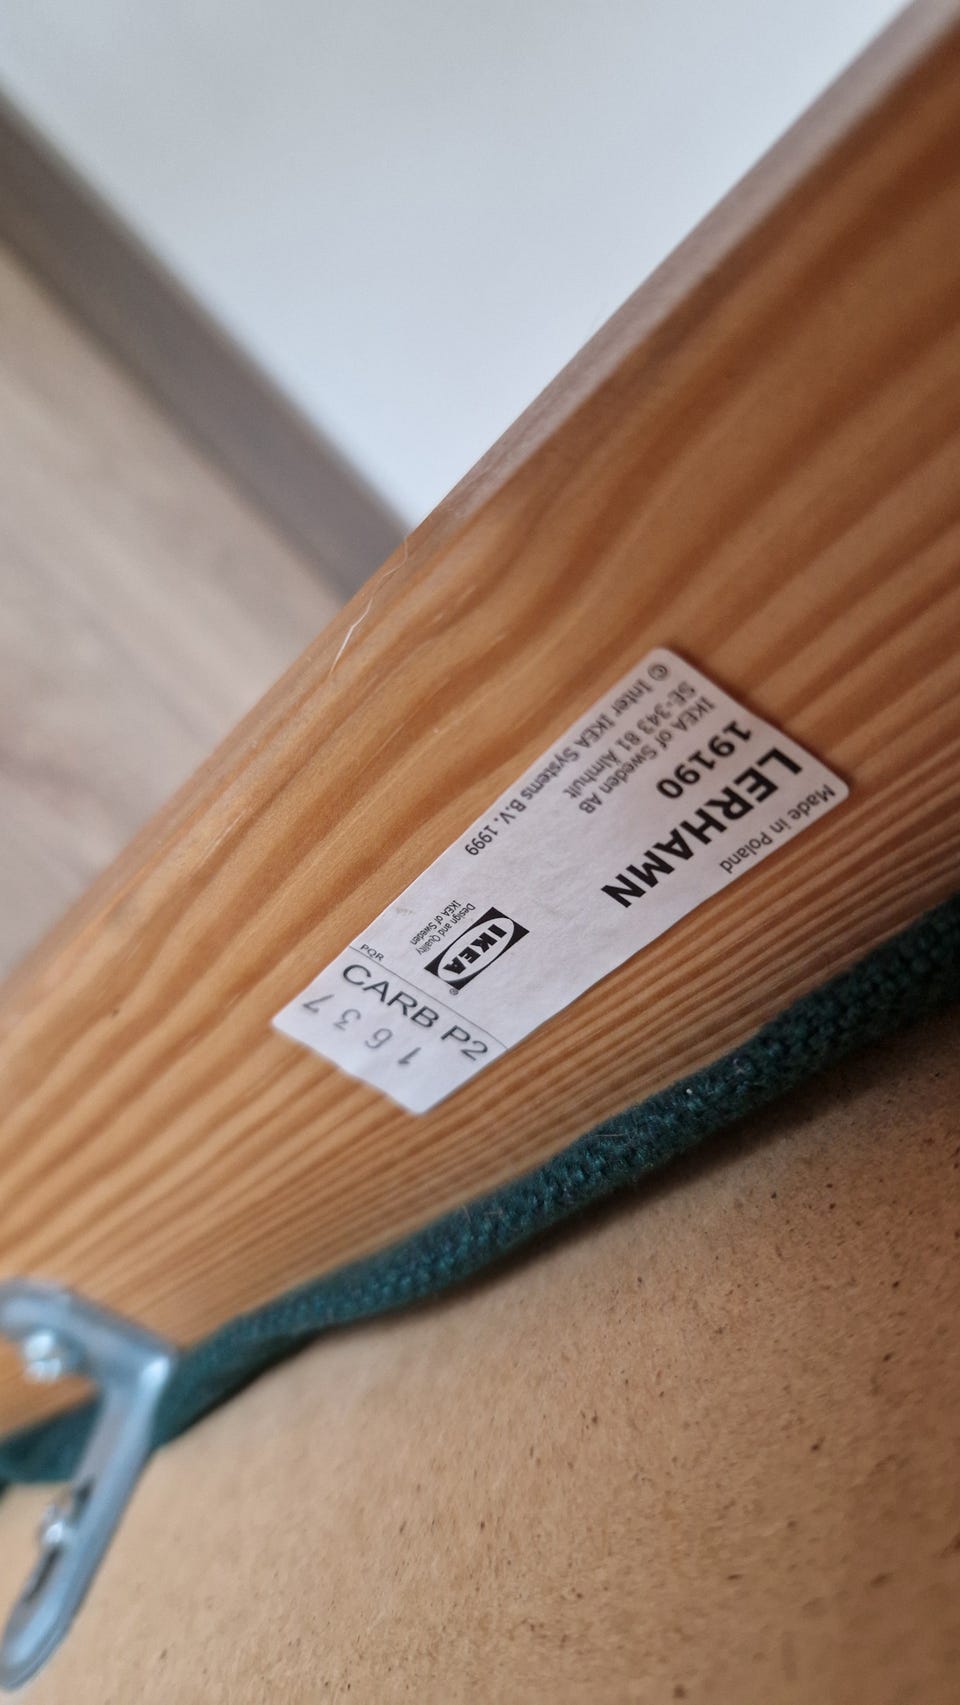 Made in Poland
LERHAMN
19190
IKEA of Sweden AB
SE-343 81 Älmhult
© Inter IKEA Systems B.V. 1999
IKEA®
Design and Quality
IKEA of Sweden
PQR
CARB P2
1637